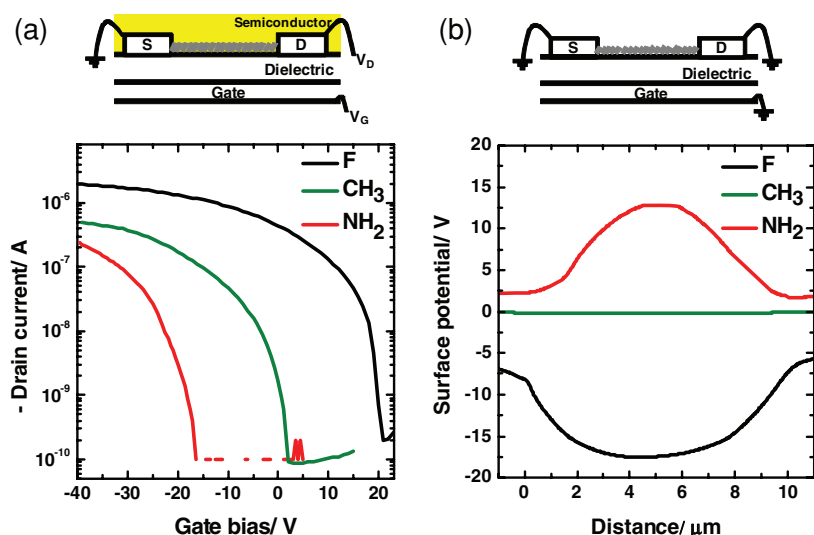 (a)
Semiconductor
S
D
Dielectric
V_D
Gate
V_G
F
CH₃
NH₂
10⁻⁶
10⁻⁷
10⁻⁸
10⁻⁹
10⁻¹⁰
- Drain current/ A
-40 -30 -20 -10 0 10 20
Gate bias/ V
(b)
S
D
Dielectric
Gate
F
CH₃
NH₂
20
15
10
5
0
-5
-10
-15
-20
Surface potential/ V
0 2 4 6 8 10
Distance/ μm